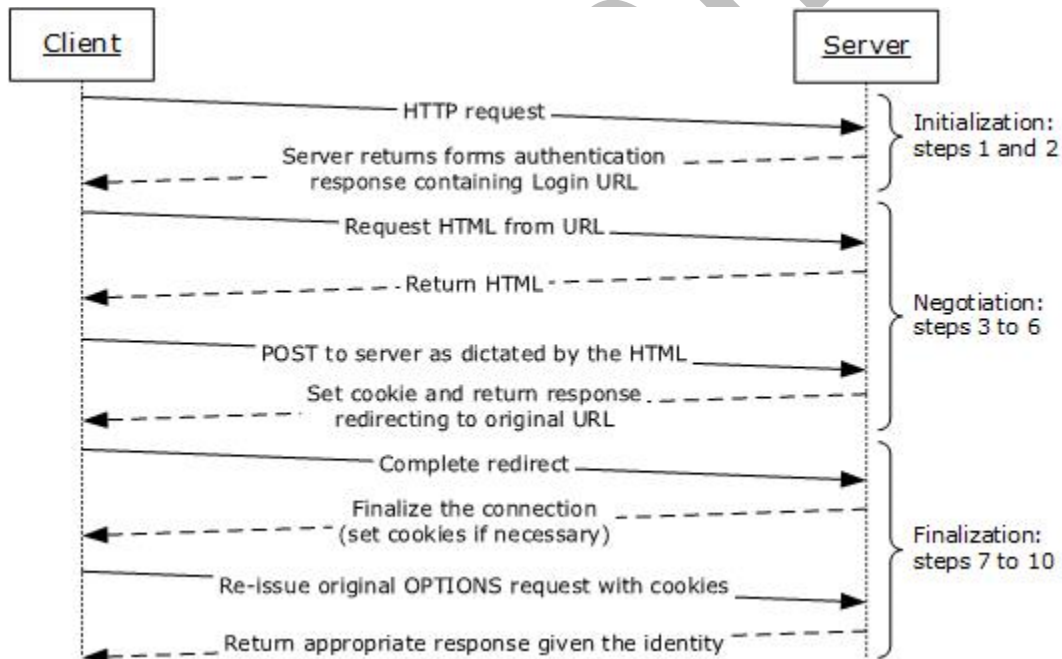 Client
Server
HTTP request
Initialization:
steps 1 and 2
Server returns forms authentication
response containing Login URL
Request HTML from URL
Return HTML
Negotiation:
steps 3 to 6
POST to server as dictated by the HTML
Set cookie and return response
redirecting to original URL
Complete redirect
Finalize the connection
(set cookies if necessary)
Finalization:
steps 7 to 10
Re-issue original OPTIONS request with cookies
Return appropriate response given the identity